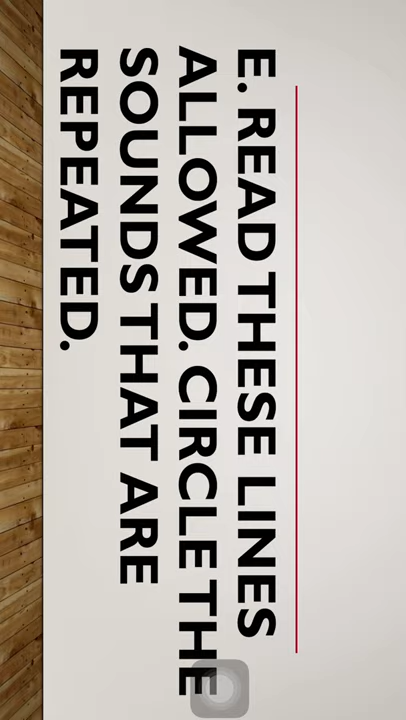 E. READ THESE LINES
ALLOWED. CIRCLE THE
SOUNDS THAT ARE
REPEATED.